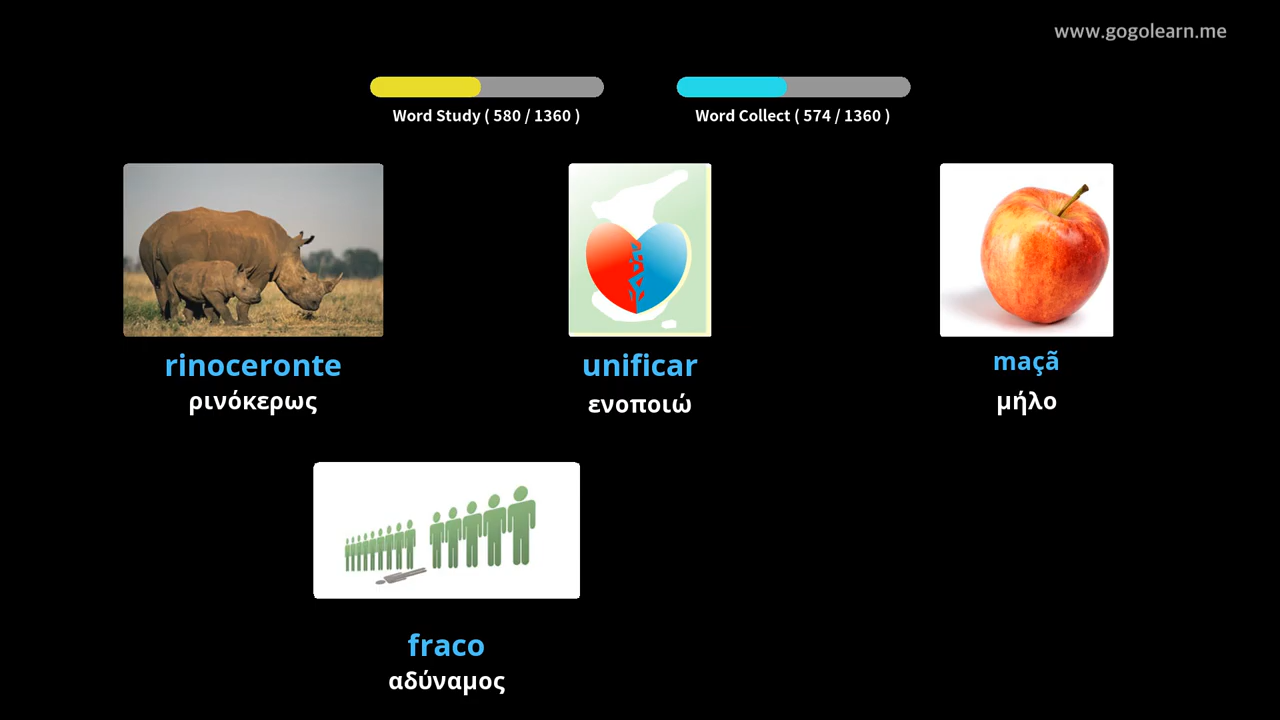 www.gogolearn.me
Word Study ( 580 / 1360 )
Word Collect ( 574 / 1360 )
rinoceronte
ρινόκερως
unificar
ενοποιώ
maçã
μήλο
fraco
αδύναμος